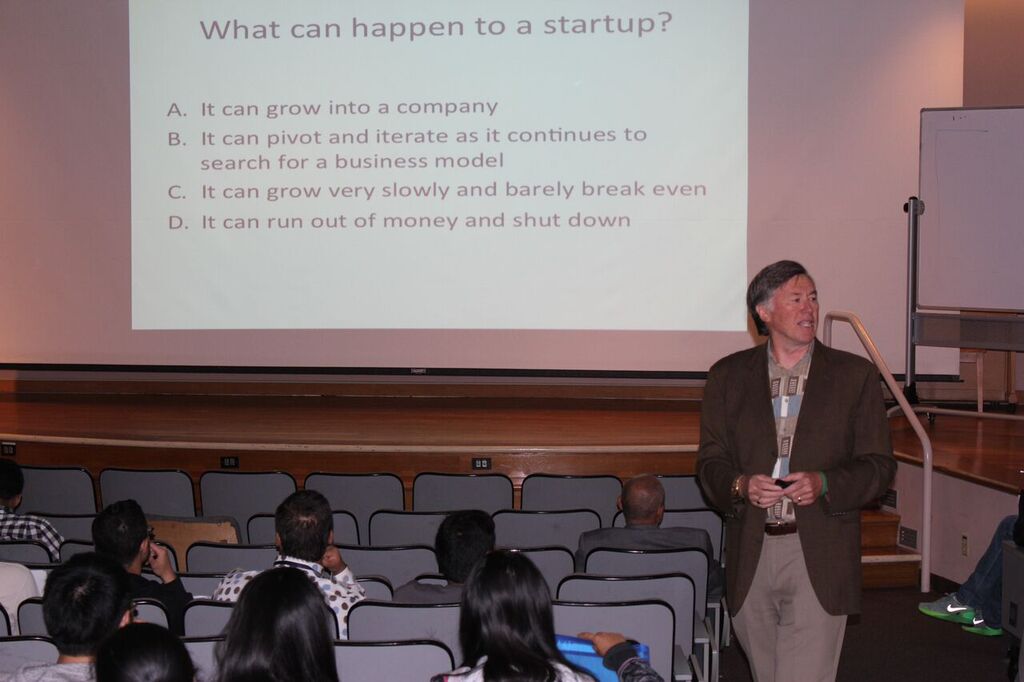 What can happen to a startup?
A. It can grow into a company
B. It can pivot and iterate as it continues to
search for a business model
C. It can grow very slowly and barely break even
D. It can run out of money and shut down